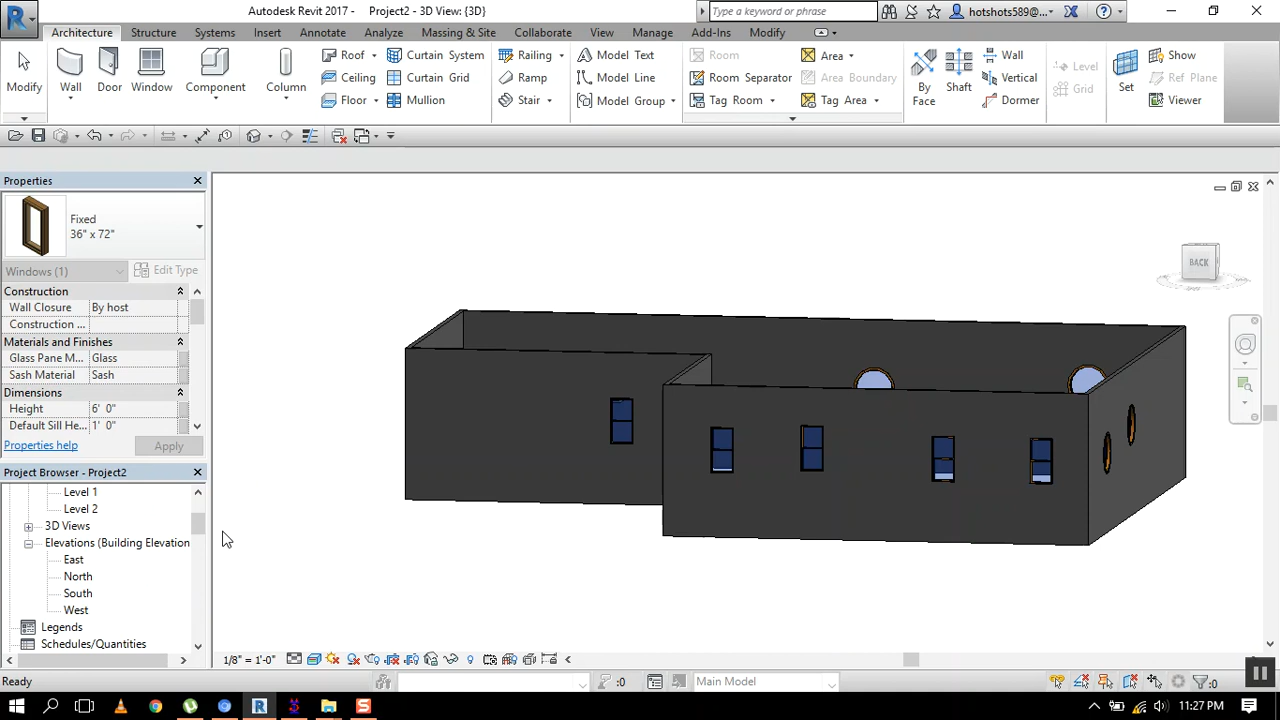 Autodesk Revit 2017 - Project2 - 3D View: {3D}
Type a keyword or phrase
hotshots589@...
Architecture Structure Systems Insert Annotate Analyze Massing & Site Collaborate View Manage Add-Ins Modify
Modify Wall Door Window Component Column
Roof Curtain System Railing Model Text Room Area Wall Level Show
Ceiling Curtain Grid Ramp Model Line Room Separator Area Boundary By Face Shaft Vertical Grid Set Ref Plane
Floor Mullion Stair Model Group Tag Room Tag Area Dormer Viewer
Properties
Fixed
36" x 72"
Windows (1) Edit Type
Construction
Wall Closure By host
Construction ...
Materials and Finishes
Glass Pane M... Glass
Sash Material Sash
Dimensions
Height 6' 0"
Default Sill He... 1' 0"
Properties help Apply
Project Browser - Project2
Level 1
Level 2
3D Views
Elevations (Building Elevation
East
North
South
West
Legends
Schedules/Quantities
BACK
1/8" = 1'-0"
Ready :0 Main Model :0
11:27 PM